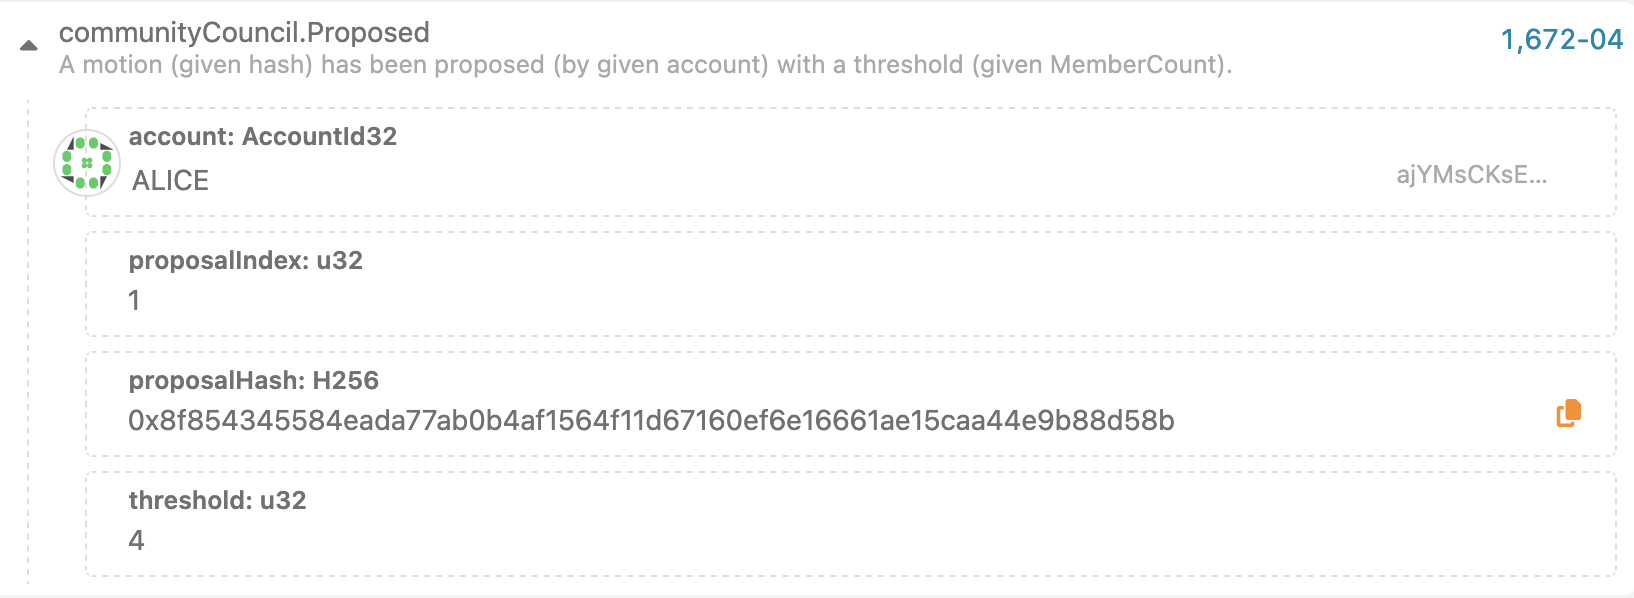 communityCouncil.Proposed
1,672-04
A motion (given hash) has been proposed (by given account) with a threshold (given MemberCount).
account: AccountId32
ALICE
ajYMsCKsE...
proposalIndex: u32
1
proposalHash: H256
0x8f854345584eada77ab0b4af1564f11d67160ef6e16661ae15caa44e9b88d58b
threshold: u32
4